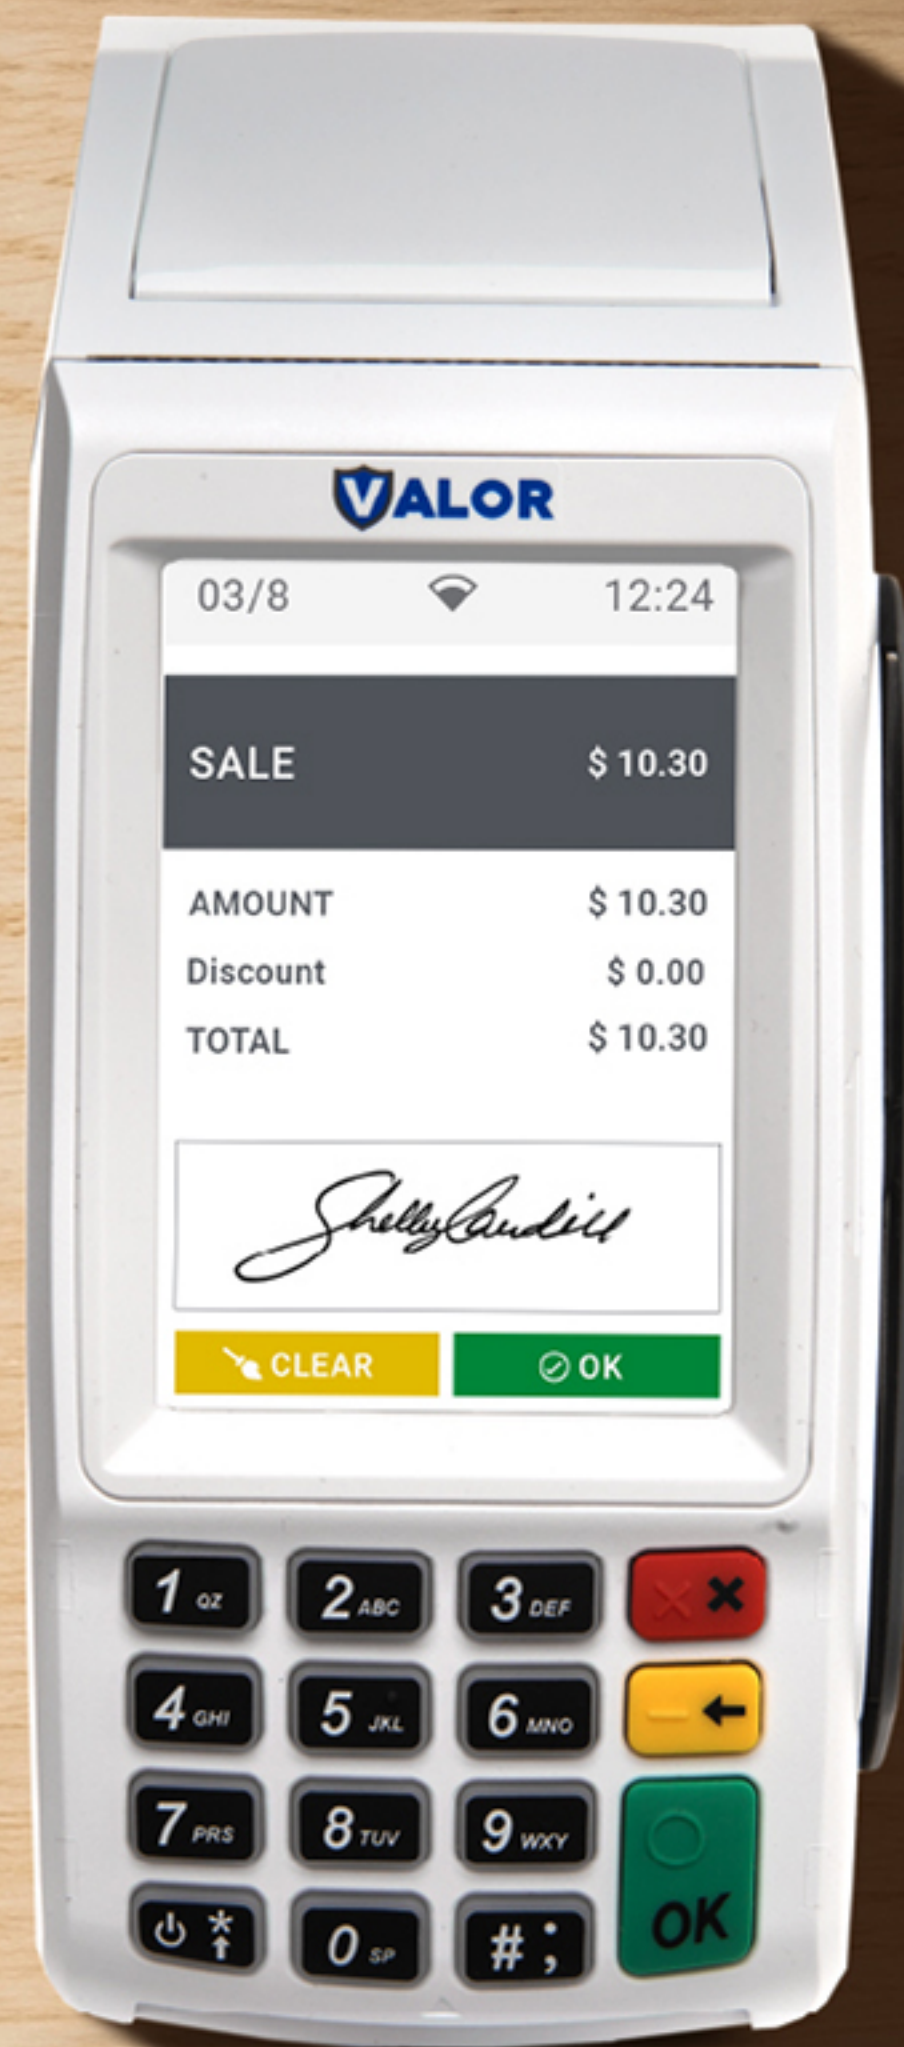 VALOR
03/8 12:24
SALE $ 10.30
AMOUNT $ 10.30
Discount $ 0.00
TOTAL $ 10.30
Shelly Caudill
CLEAR OK
1 QZ 2 ABC 3 DEF
4 GHI 5 JKL 6 MNO
7 PRS 8 TUV 9 WXY
* 0 SP # ;
OK